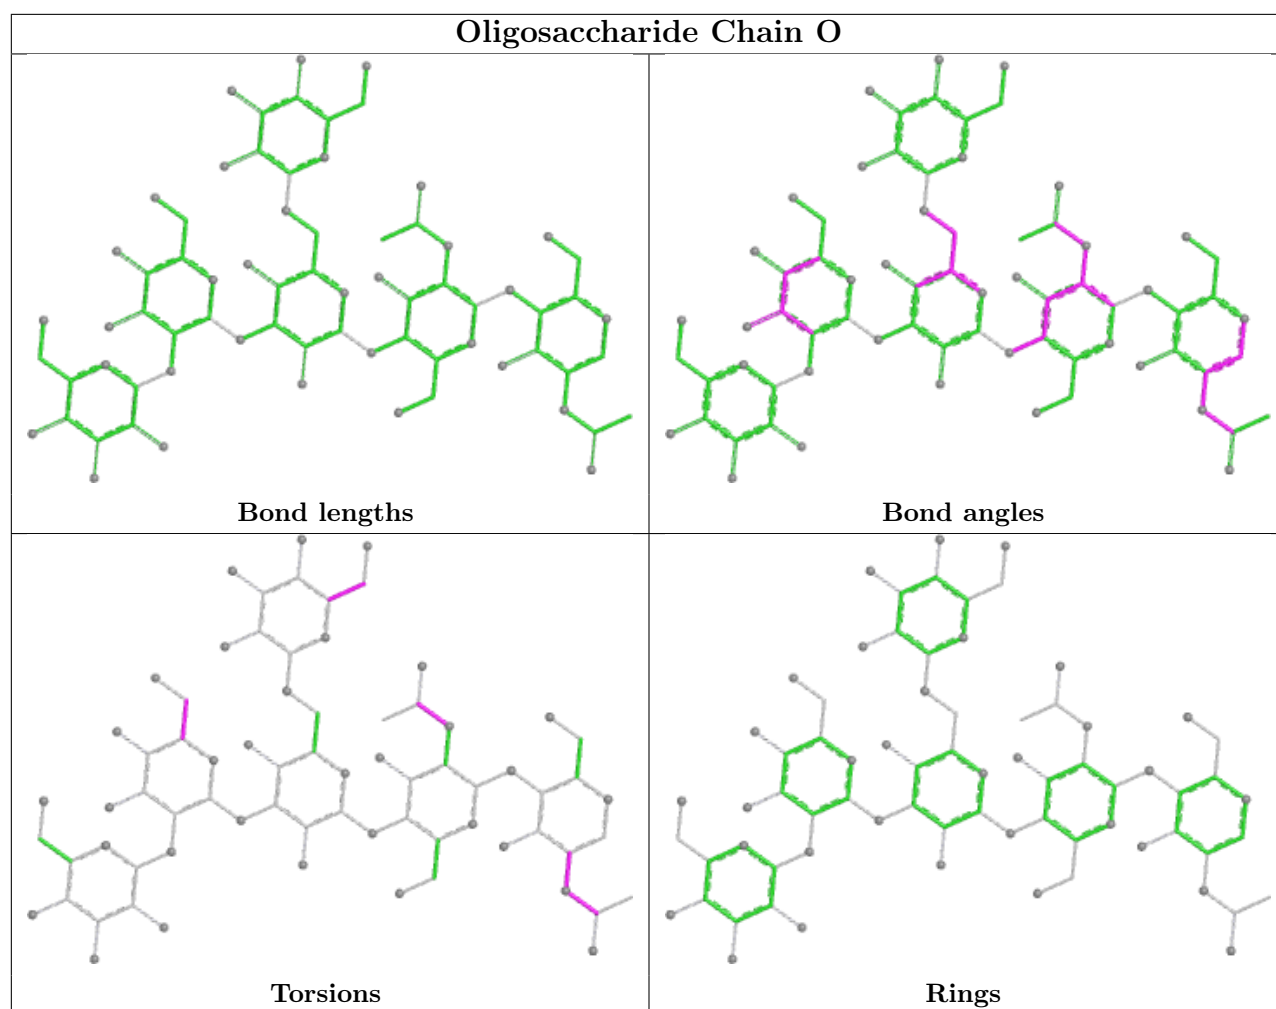 Oligosaccharide Chain O
Bond lengths
Bond angles
Torsions
Rings